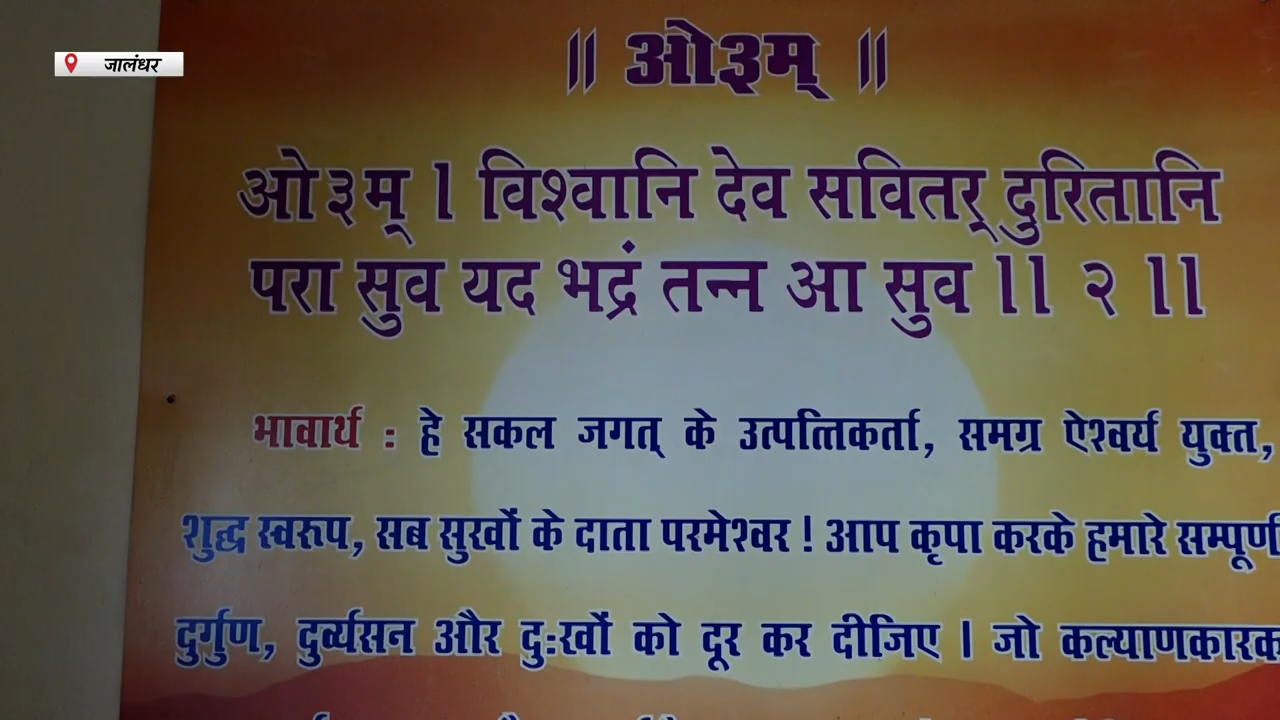 जालंधर
॥ ओ३म् ॥
ओ३म् । विश्वानि देव सवितर् दुरितानि
परा सुव यद भद्रं तन्न आ सुव ।। २ ।।
भावार्थ : हे सकल जगत् के उत्पत्तिकर्ता, समग्र ऐश्वर्य युक्त,
शुद्ध स्वरूप, सब सुखों के दाता परमेश्वर ! आप कृपा करके हमारे सम्पूर्ण
दुर्गुण, दुर्व्यसन और दुःखों को दूर कर दीजिए । जो कल्याणकारक